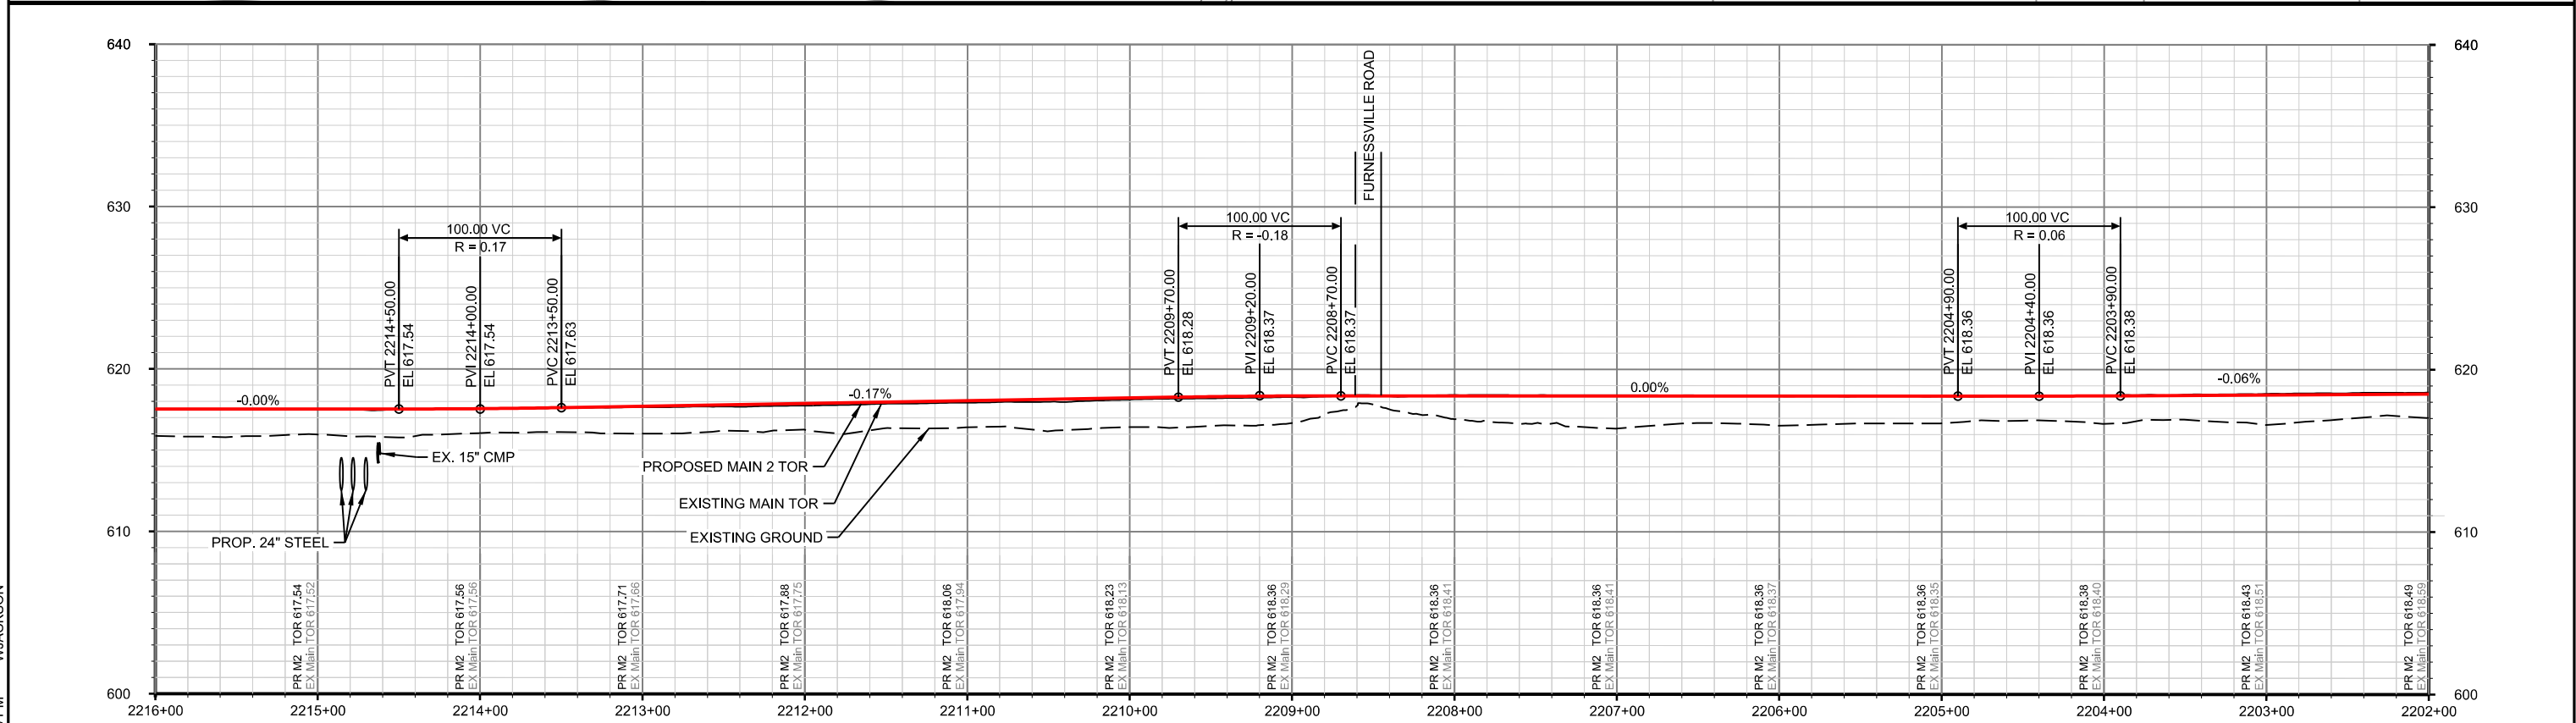 640
640
630
630
620
620
610
610
600
600
FURNESSVILLE ROAD
100.00 VC
R = 0.17
PVT 2214+50.00
EL 617.54
PVI 2214+00.00
EL 617.54
PVC 2213+50.00
EL 617.63
100.00 VC
R = -0.18
PVT 2209+70.00
EL 618.28
PVI 2209+20.00
EL 618.37
PVC 2208+70.00
EL 618.37
100.00 VC
R = 0.06
PVT 2204+90.00
EL 618.36
PVI 2204+40.00
EL 618.36
PVC 2203+90.00
EL 618.38
-0.00%
-0.17%
0.00%
-0.06%
EX. 15" CMP
PROP. 24" STEEL
PROPOSED MAIN 2 TOR
EXISTING MAIN TOR
EXISTING GROUND
PR M2 TOR 617.54
EX Main TOR 617.52
PR M2 TOR 617.56
EX Main TOR 617.56
PR M2 TOR 617.71
EX Main TOR 617.66
PR M2 TOR 617.88
EX Main TOR 617.75
PR M2 TOR 618.06
EX Main TOR 617.94
PR M2 TOR 618.23
EX Main TOR 618.13
PR M2 TOR 618.36
EX Main TOR 618.29
PR M2 TOR 618.36
EX Main TOR 618.41
PR M2 TOR 618.36
EX Main TOR 618.41
PR M2 TOR 618.36
EX Main TOR 618.37
PR M2 TOR 618.36
EX Main TOR 618.35
PR M2 TOR 618.38
EX Main TOR 618.40
PR M2 TOR 618.43
EX Main TOR 618.51
PR M2 TOR 618.49
EX Main TOR 618.59
2216+00
2215+00
2214+00
2213+00
2212+00
2211+00
2210+00
2209+00
2208+00
2207+00
2206+00
2205+00
2204+00
2203+00
2202+00